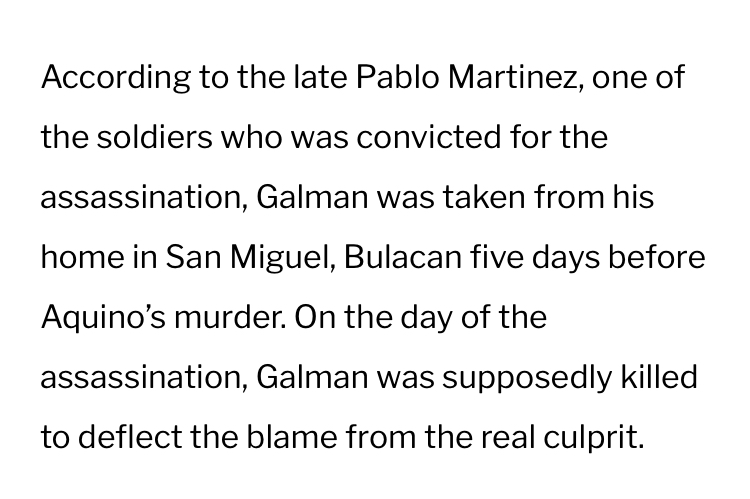 According to the late Pablo Martinez, one of
the soldiers who was convicted for the
assassination, Galman was taken from his
home in San Miguel, Bulacan five days before
Aquino’s murder. On the day of the
assassination, Galman was supposedly killed
to deflect the blame from the real culprit.